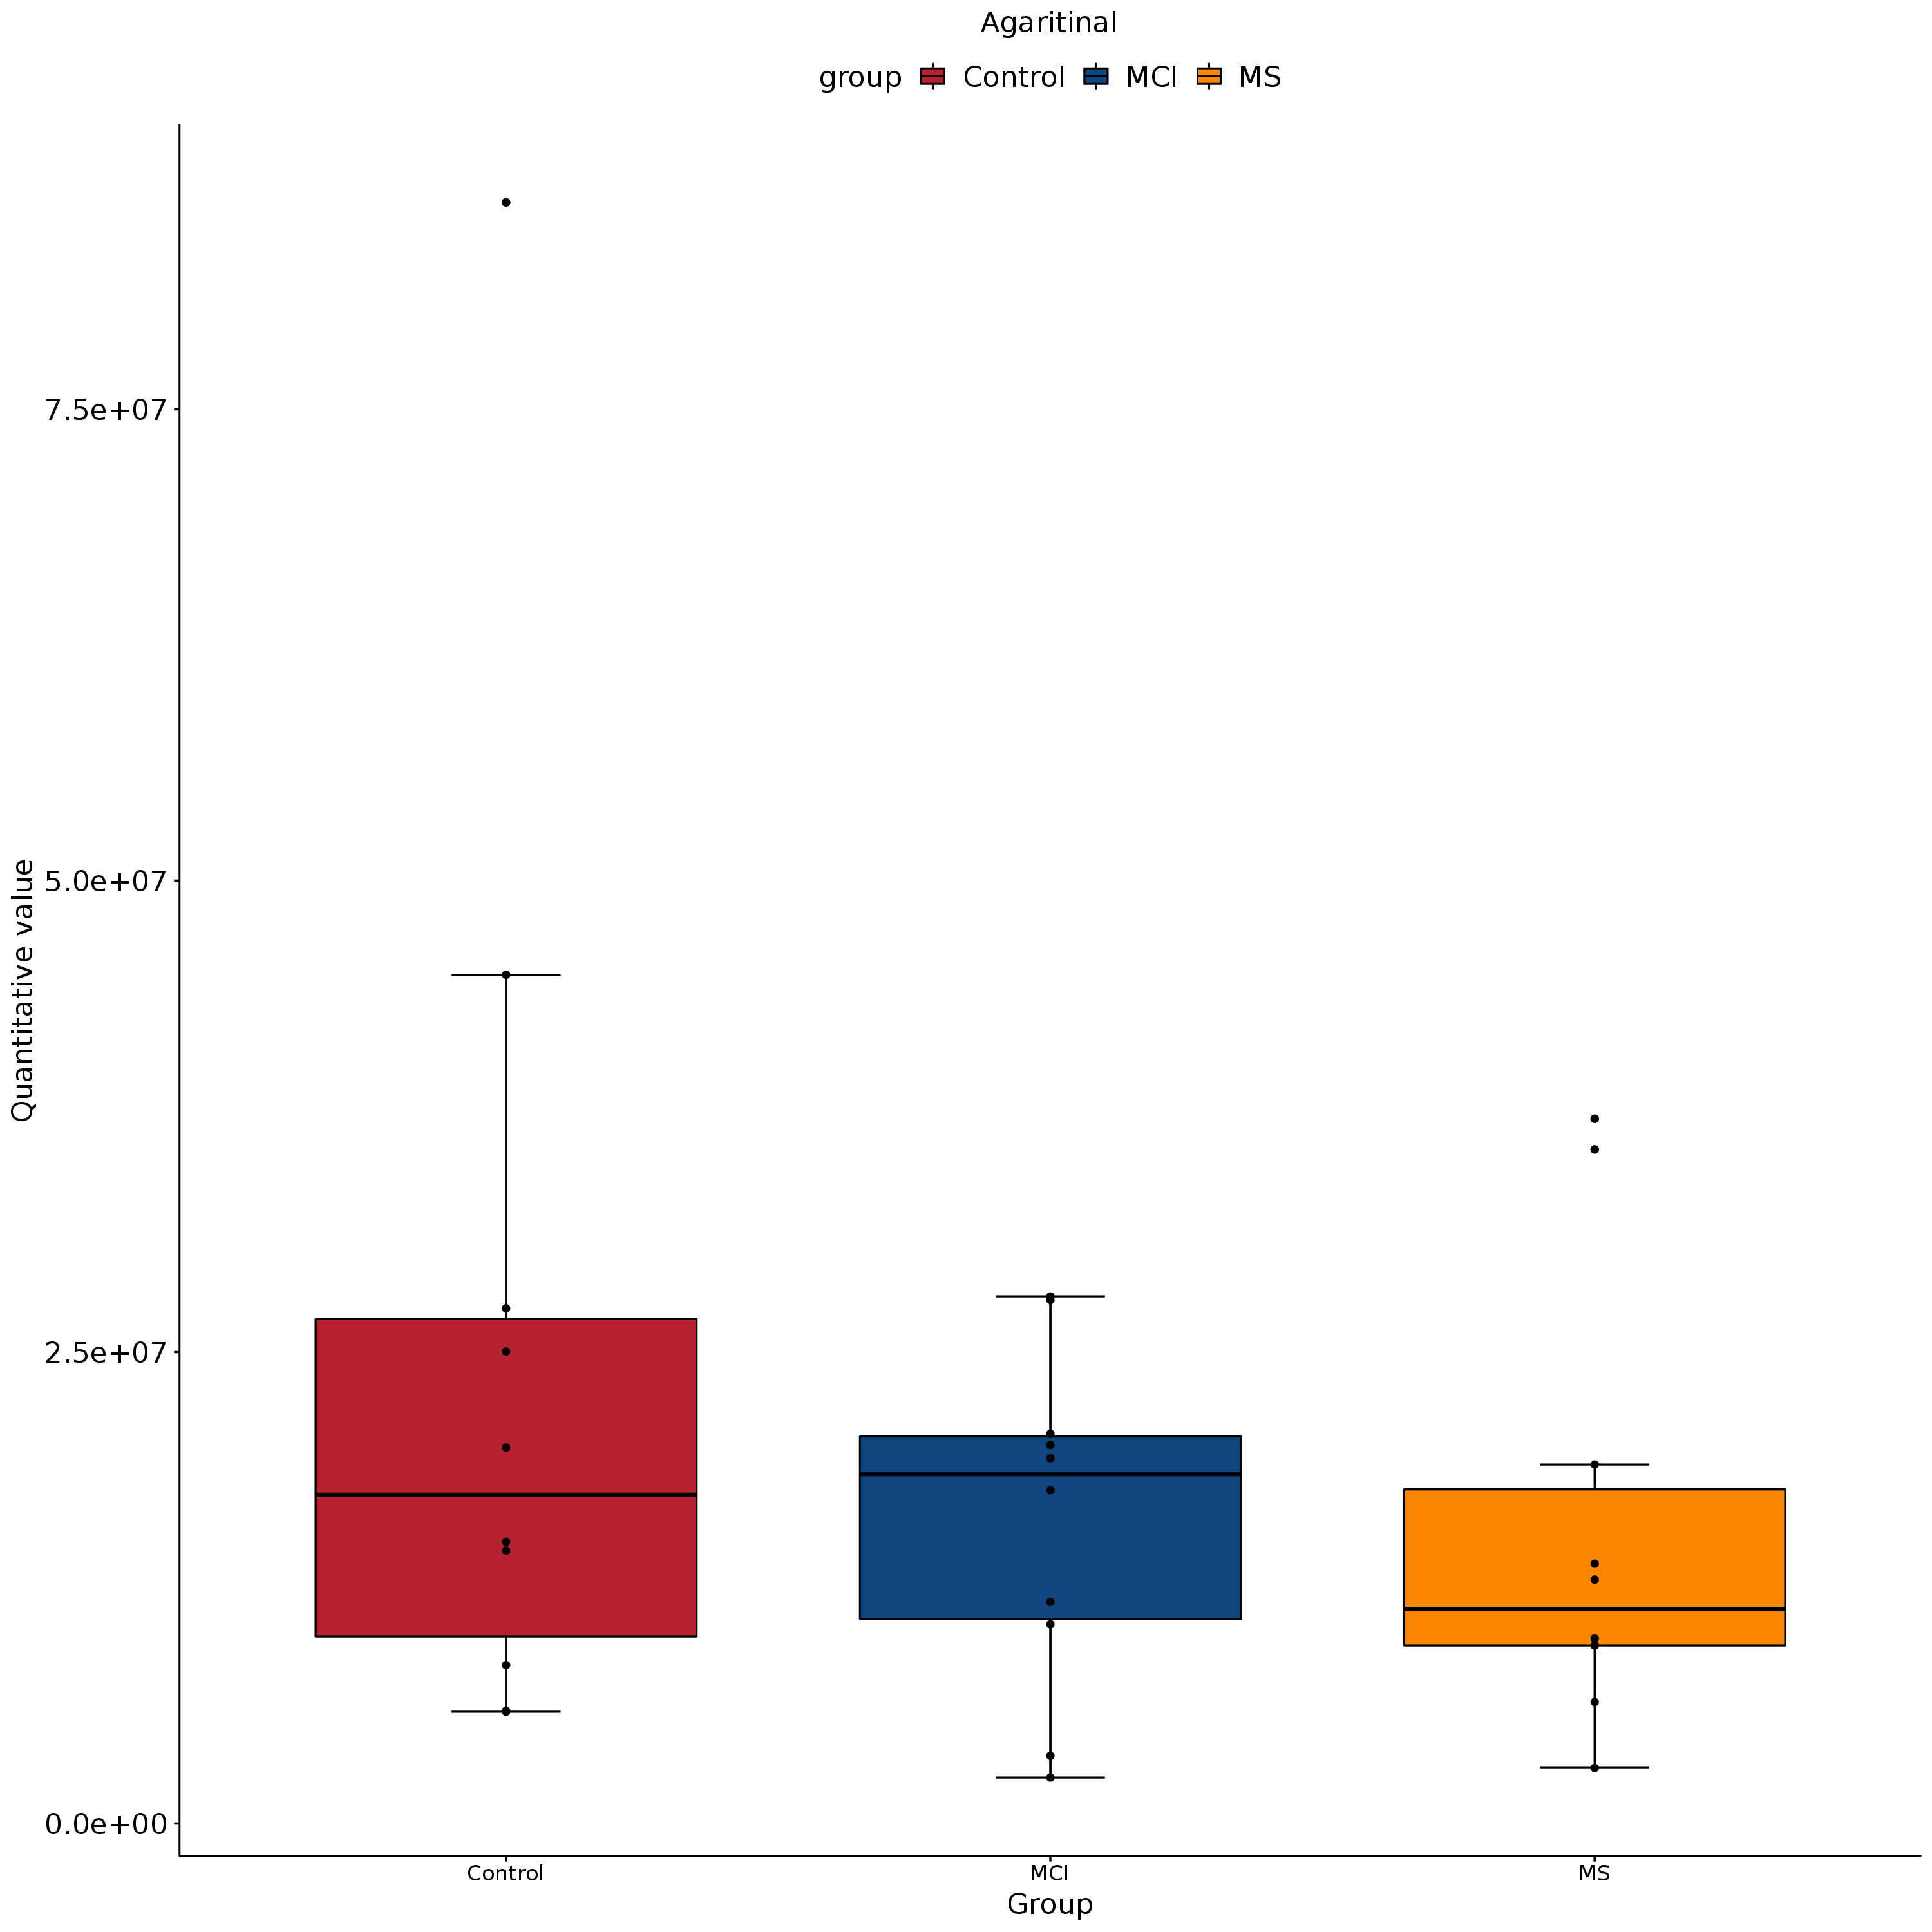 Agaritinal
group Control MCI MS
Quantitative value
7.5e+07
5.0e+07
2.5e+07
0.0e+00
Control MCI MS
Group